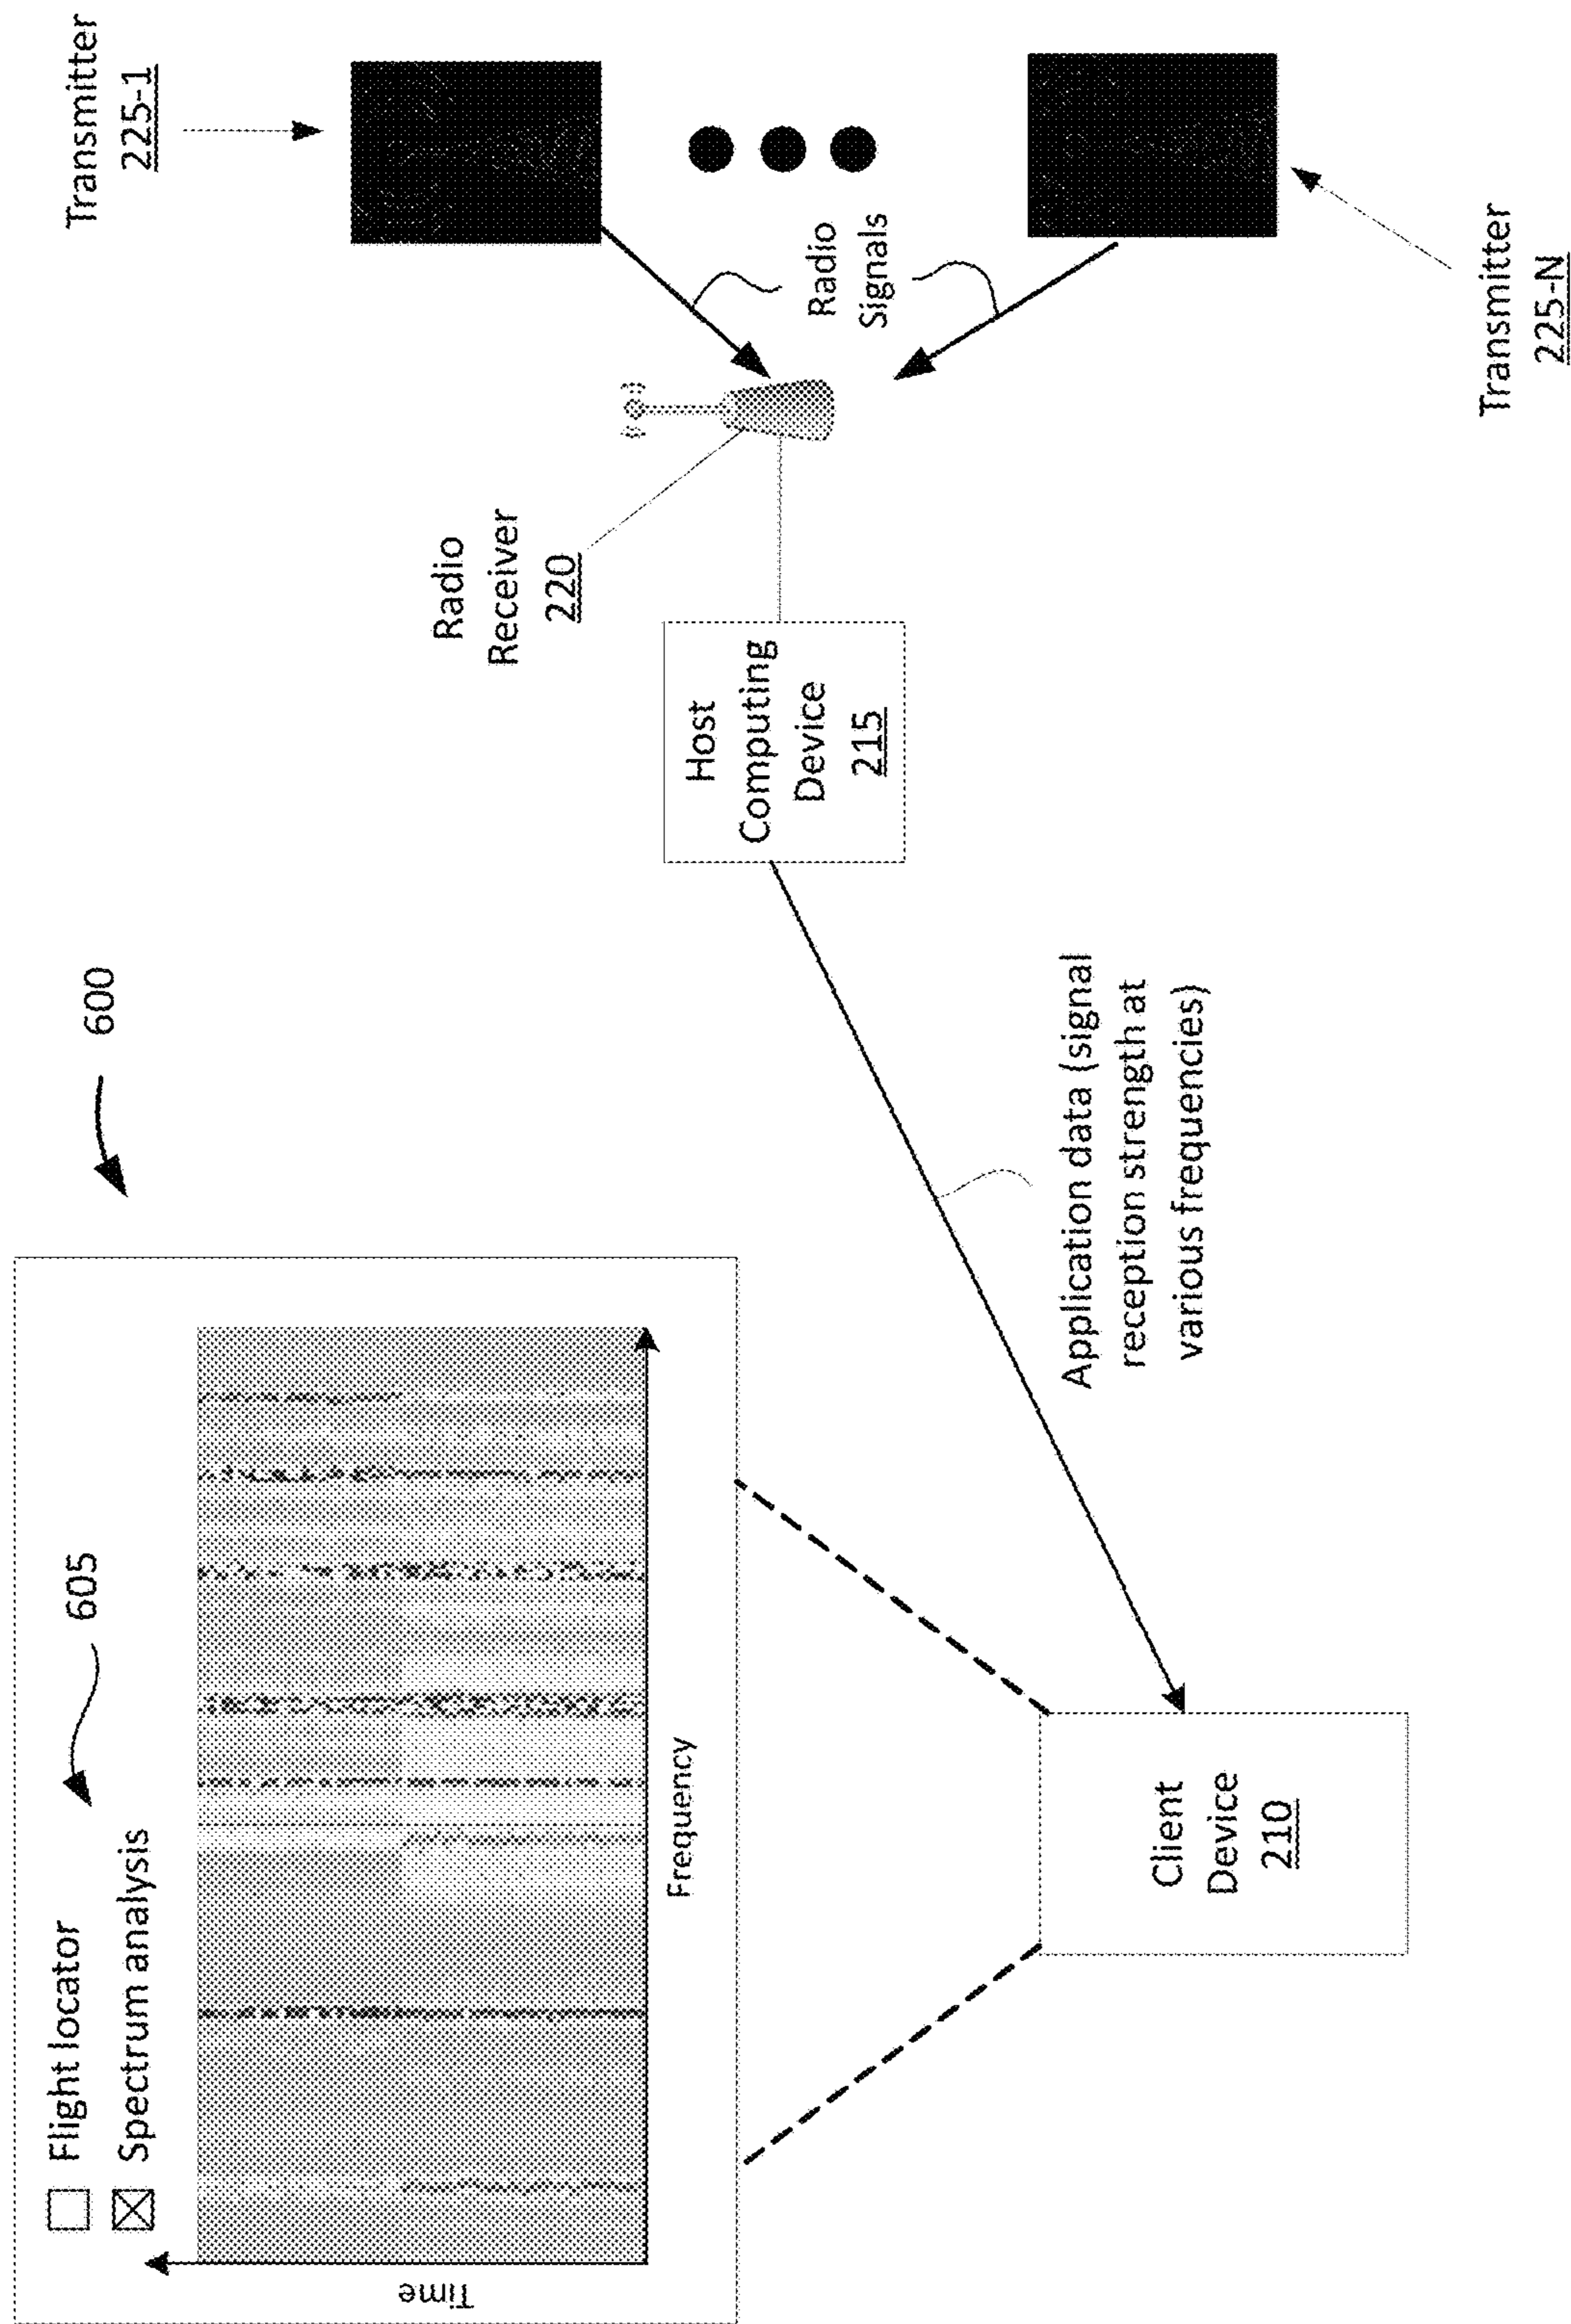 600
605
Flight locator
Spectrum analysis
Time
Frequency
Client
Device
210
Application data (signal
reception strength at
various frequencies)
Host
Computing
Device
215
Radio
Receiver
220
Radio
Signals
Transmitter
225-1
Transmitter
225-N